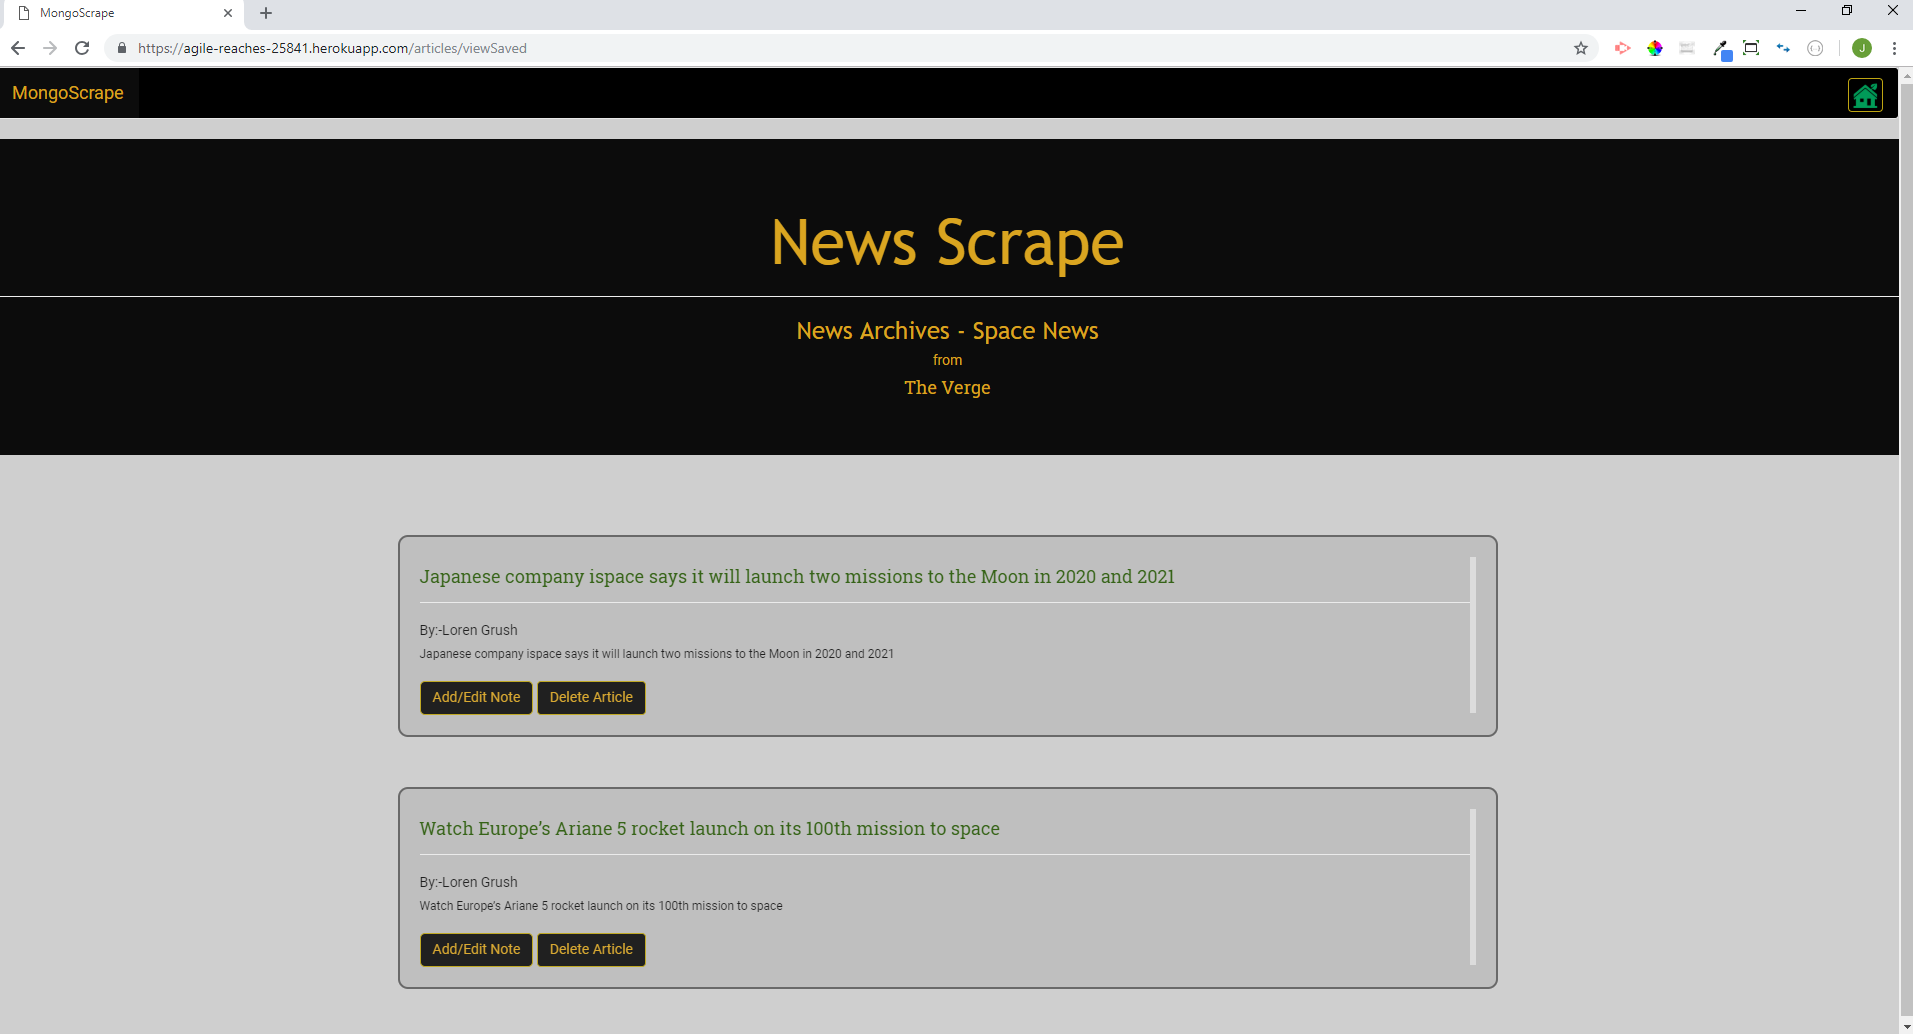 MongoScrape
https://agile-reaches-25841.herokuapp.com/articles/viewSaved
J
MongoScrape
News Scrape
News Archives - Space News
from
The Verge
Japanese company ispace says it will launch two missions to the Moon in 2020 and 2021
By:-Loren Grush
Japanese company ispace says it will launch two missions to the Moon in 2020 and 2021
Add/Edit Note Delete Article
Watch Europe’s Ariane 5 rocket launch on its 100th mission to space
By:-Loren Grush
Watch Europe’s Ariane 5 rocket launch on its 100th mission to space
Add/Edit Note Delete Article